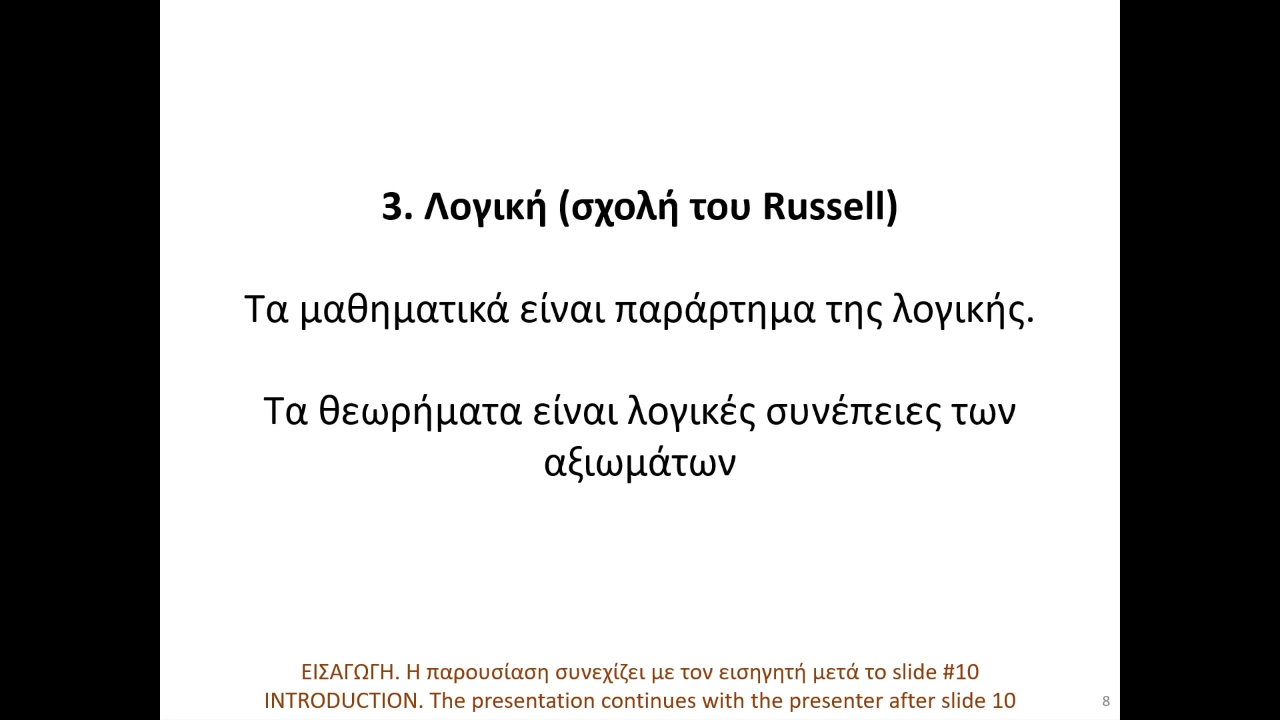 3. Λογική (σχολή του Russell)
Τα μαθηματικά είναι παράρτημα της λογικής.
Τα θεωρήματα είναι λογικές συνέπειες των
αξιωμάτων
ΕΙΣΑΓΩΓΗ. Η παρουσίαση συνεχίζει με τον εισηγητή μετά το slide #10
INTRODUCTION. The presentation continues with the presenter after slide 10
8